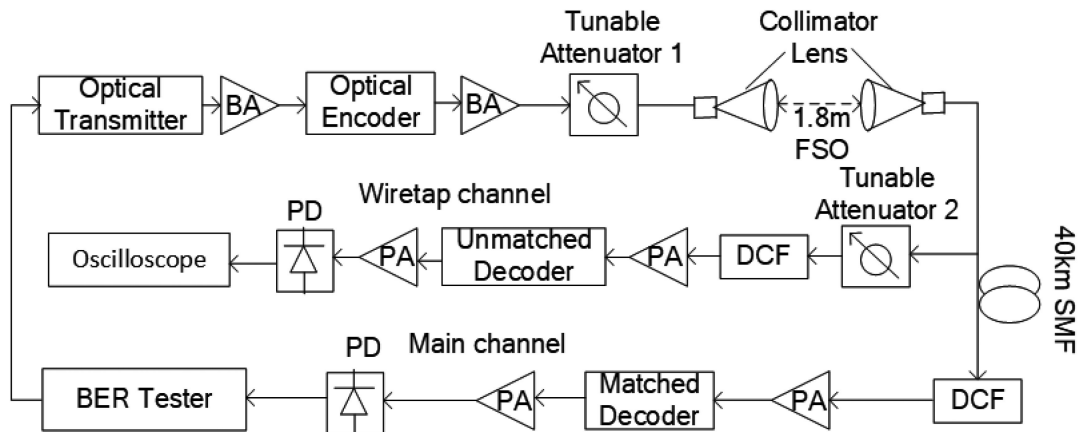 Tunable
Attenuator 1
Collimator
Lens
Optical
Transmitter
BA
Optical
Encoder
BA
1.8m
FSO
Wiretap channel
Tunable
Attenuator 2
PD
Oscilloscope
PA
Unmatched
Decoder
PA
DCF
40km SMF
Main channel
PD
BER Tester
PA
Matched
Decoder
PA
DCF